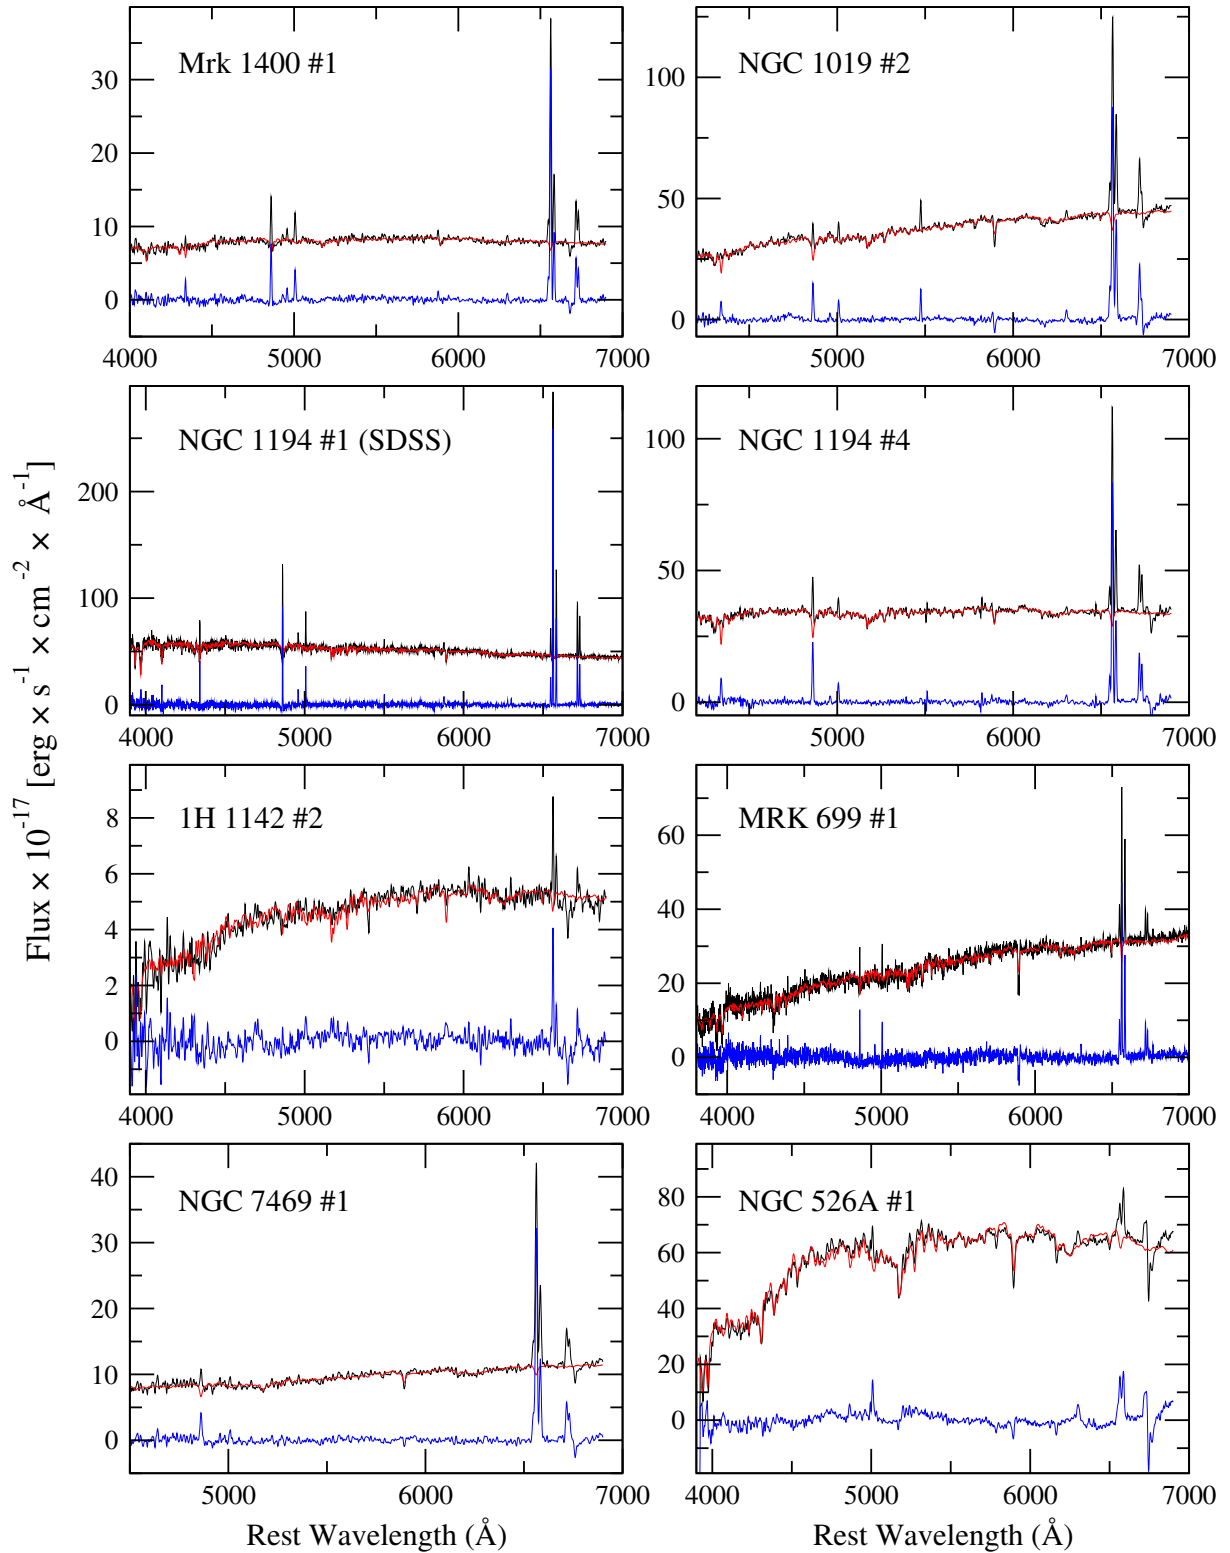 Mrk 1400 #1
30
20
10
0
4000 5000 6000 7000
NGC 1019 #2
100
50
0
5000 6000 7000
NGC 1194 #1 (SDSS)
200
100
0
4000 5000 6000 7000
NGC 1194 #4
100
50
0
5000 6000 7000
1H 1142 #2
8
6
4
2
0
4000 5000 6000 7000
MRK 699 #1
60
40
20
0
4000 5000 6000 7000
NGC 7469 #1
40
30
20
10
0
5000 6000 7000
NGC 526A #1
80
60
40
20
0
4000 5000 6000 7000
Flux × 10⁻¹⁷ [erg × s⁻¹ × cm⁻² × Å⁻¹]
Rest Wavelength (Å)
Rest Wavelength (Å)